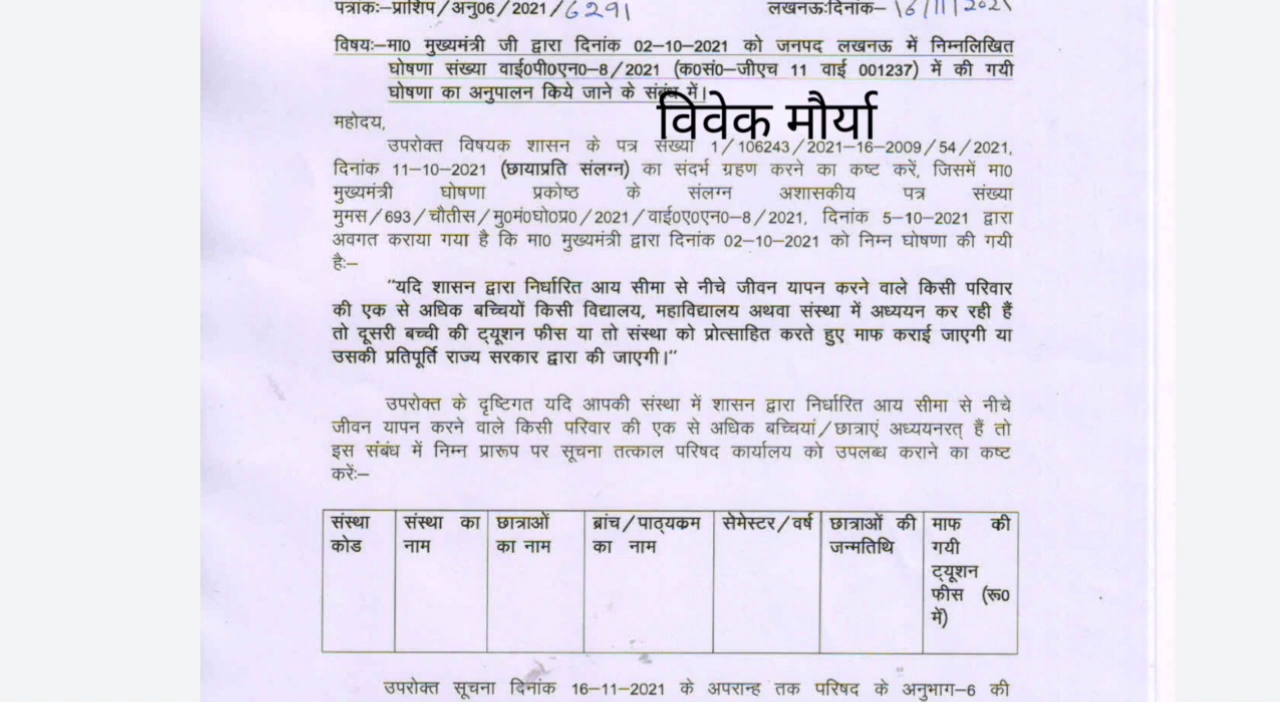 पत्रांकः–प्राशिप/अनु06/2021/6291 लखनऊःदिनांक– 16/11/2021
विषयः–मा0 मुख्यमंत्री जी द्वारा दिनांक 02–10–2021 को जनपद लखनऊ में निम्नलिखित
घोषणा संख्या वाई0पी0एन0–8/2021 (क0सं0–जीएच 11 वाई 001237) में की गयी
घोषणा का अनुपालन किये जाने के संबंध में।
विवेक मौर्या
महोदय,
उपरोक्त विषयक शासन के पत्र संख्या 1/106243/2021–16–2009/54/2021,
दिनांक 11–10–2021 (छायाप्रति संलग्न) का संदर्भ ग्रहण करने का कष्ट करें, जिसमें मा0
मुख्यमंत्री घोषणा प्रकोष्ठ के संलग्न अशासकीय पत्र संख्या
मुमस/693/चौतीस/मु0मं0घो0प्र0/2021/वाई0ए0एन0–8/2021, दिनांक 5–10–2021 द्वारा
अवगत कराया गया है कि मा0 मुख्यमंत्री द्वारा दिनांक 02–10–2021 को निम्न घोषणा की गयी
है:–
"यदि शासन द्वारा निर्धारित आय सीमा से नीचे जीवन यापन करने वाले किसी परिवार
की एक से अधिक बच्चियों किसी विद्यालय, महाविद्यालय अथवा संस्था में अध्ययन कर रही हैं
तो दूसरी बच्ची की ट्यूशन फीस या तो संस्था को प्रोत्साहित करते हुए माफ कराई जाएगी या
उसकी प्रतिपूर्ति राज्य सरकार द्वारा की जाएगी।"
उपरोक्त के दृष्टिगत यदि आपकी संस्था में शासन द्वारा निर्धारित आय सीमा से नीचे
जीवन यापन करने वाले किसी परिवार की एक से अधिक बच्चियां/छात्राएं अध्ययनरत् हैं तो
इस संबंध में निम्न प्रारूप पर सूचना तत्काल परिषद कार्यालय को उपलब्ध कराने का कष्ट
करें:–
संस्था कोड
संस्था का नाम
छात्राओं का नाम
ब्रांच/पाठ्यकम का नाम
सेमेस्टर/वर्ष
छात्राओं की जन्मतिथि
माफ की गयी ट्यूशन फीस (रू0 में)
उपरोक्त सूचना दिनांक 16–11–2021 के अपरान्ह तक परिषद के अनुभाग–6 की